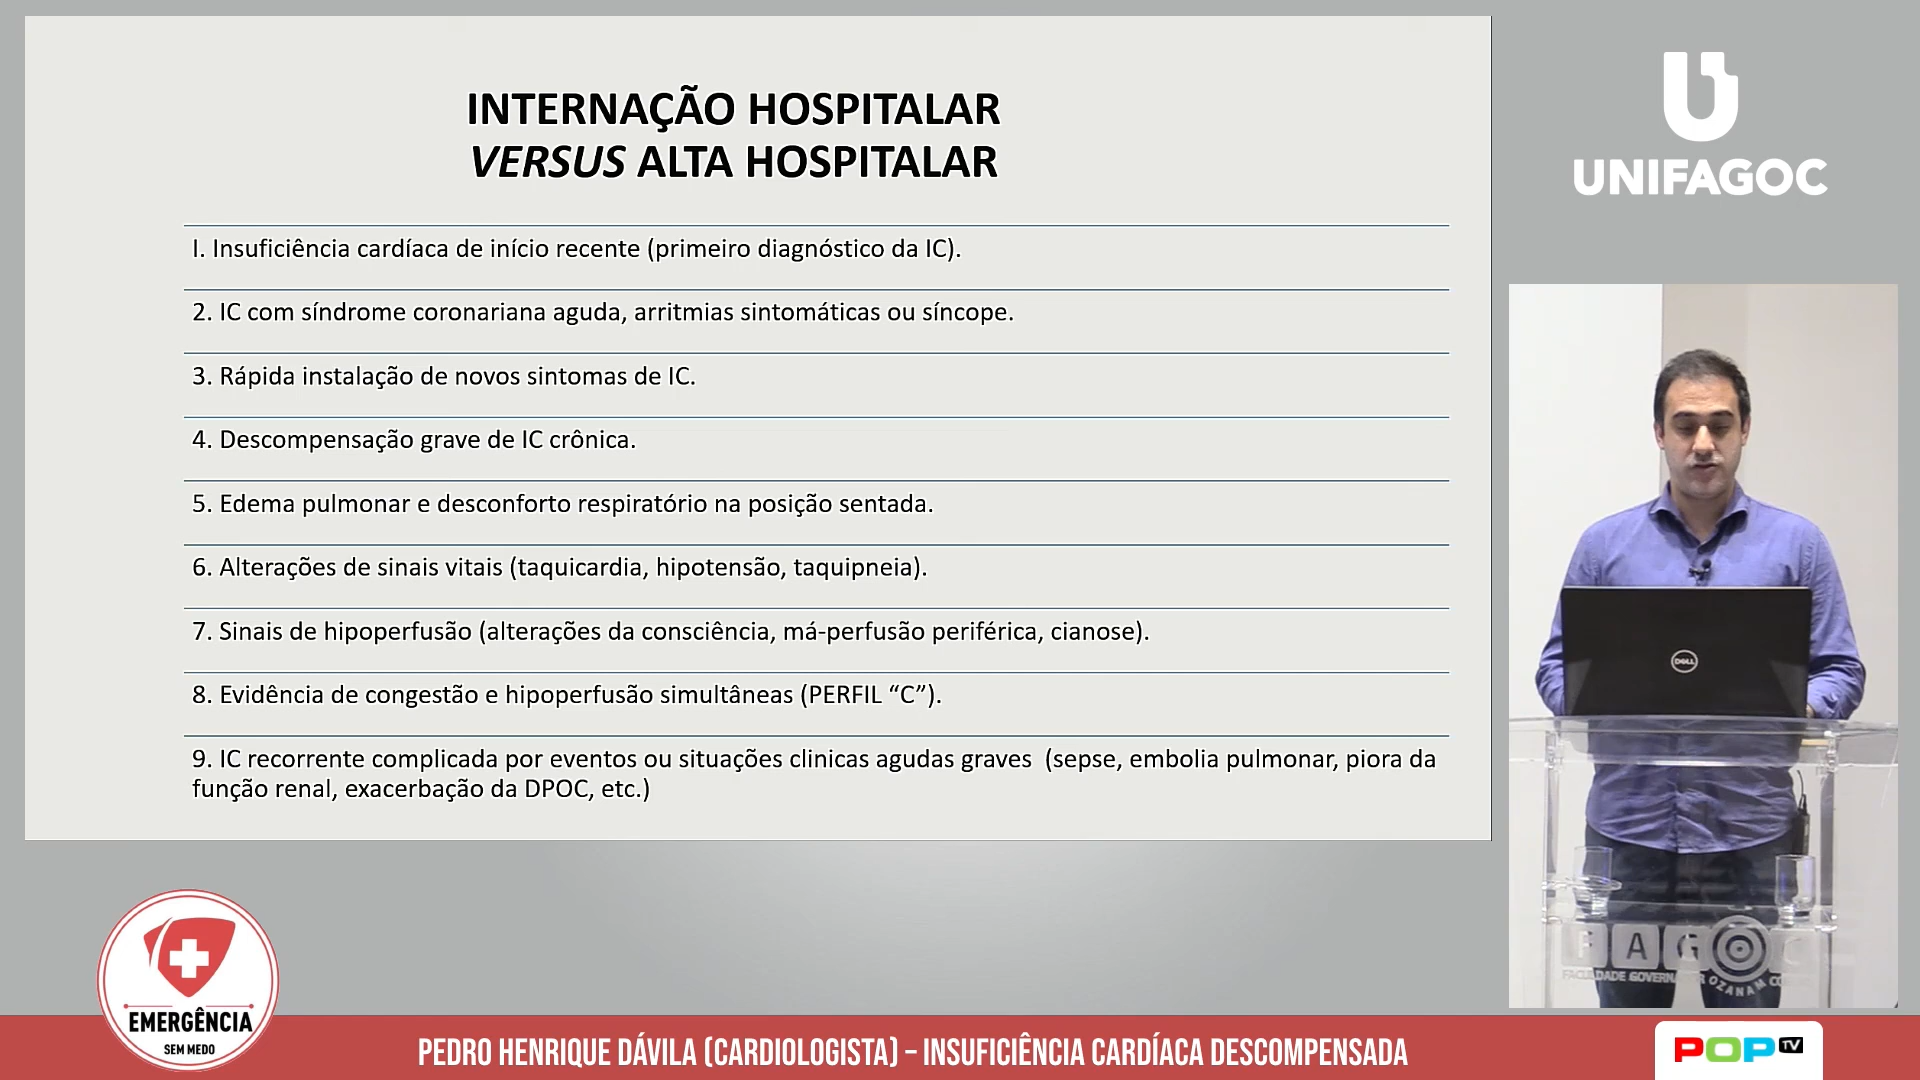 INTERNAÇÃO HOSPITALAR
VERSUS ALTA HOSPITALAR
I. Insuficiência cardíaca de início recente (primeiro diagnóstico da IC).
2. IC com síndrome coronariana aguda, arritmias sintomáticas ou síncope.
3. Rápida instalação de novos sintomas de IC.
4. Descompensação grave de IC crônica.
5. Edema pulmonar e desconforto respiratório na posição sentada.
6. Alterações de sinais vitais (taquicardia, hipotensão, taquipneia).
7. Sinais de hipoperfusão (alterações da consciência, má-perfusão periférica, cianose).
8. Evidência de congestão e hipoperfusão simultâneas (PERFIL “C”).
9. IC recorrente complicada por eventos ou situações clinicas agudas graves (sepse, embolia pulmonar, piora da
função renal, exacerbação da DPOC, etc.)
UNIFAGOC
DELL
FAGOC
OZANAM
EMERGÊNCIA
SEM MEDO
PEDRO HENRIQUE DÁVILA (CARDIOLOGISTA) – INSUFICIÊNCIA CARDÍACA DESCOMPENSADA
POP TV